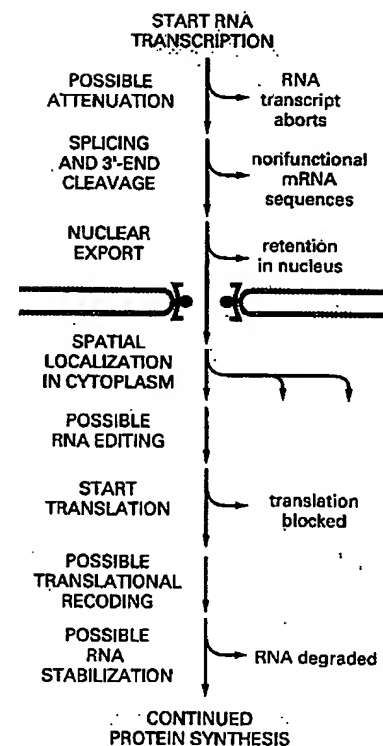 START RNA
TRANSCRIPTION
POSSIBLE
ATTENUATION
RNA
transcript
aborts
SPLICING
AND 3'-END
CLEAVAGE
nonfunctional
mRNA
sequences
NUCLEAR
EXPORT
retention
in nucleus
SPATIAL
LOCALIZATION
IN CYTOPLASM
POSSIBLE
RNA EDITING
START
TRANSLATION
translation
blocked
POSSIBLE
TRANSLATIONAL
RECODING
POSSIBLE
RNA
STABILIZATION
RNA degraded
CONTINUED
PROTEIN SYNTHESIS